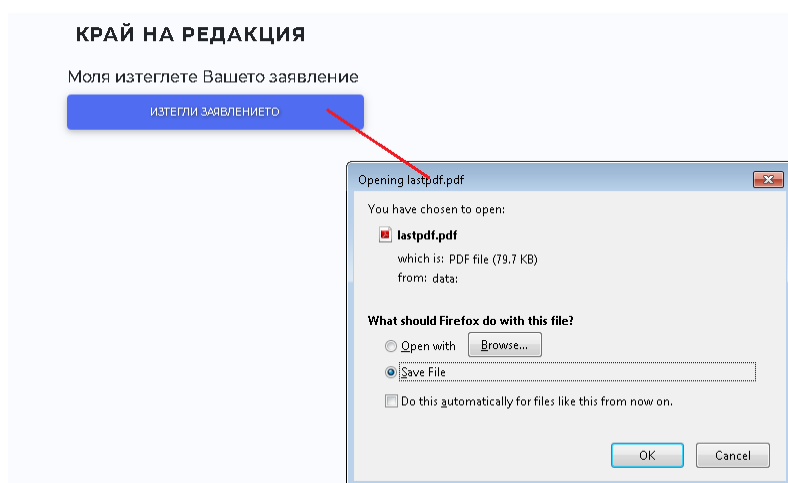 КРАЙ НА РЕДАКЦИЯ
Моля изтеглете Вашето заявление
ИЗТЕГЛИ ЗАЯВЛЕНИЕТО
Opening lastpdf.pdf
You have chosen to open:
lastpdf.pdf
which is: PDF file (79.7 KB)
from: data:
What should Firefox do with this file?
Open with Browse...
Save File
Do this automatically for files like this from now on.
OK Cancel